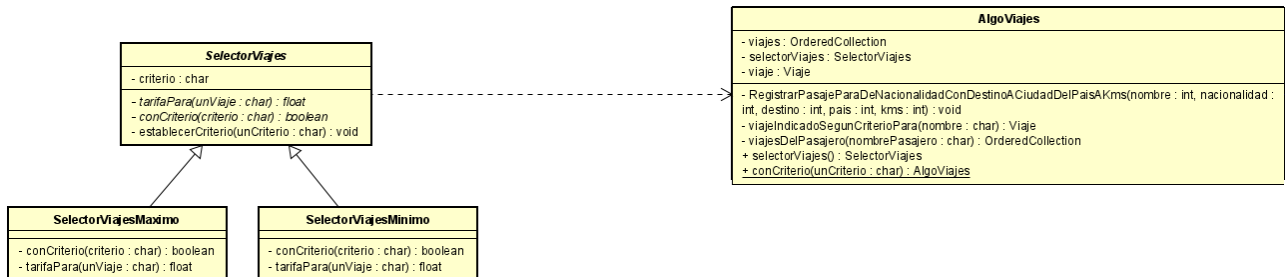 SelectorViajes
- criterio : char
- tarifaPara(unViaje : char) : float
- conCriterio(criterio : char) : boolean
- establecerCriterio(unCriterio : char) : void
AlgoViajes
- viajes : OrderedCollection
- selectorViajes : SelectorViajes
- viaje : Viaje
- RegistrarPasajeParaDeNacionalidadConDestinoACiudadDelPaisAKms(nombre : int, nacionalidad :
int, destino : int, pais : int, kms : int) : void
- viajeIndicadoSegunCriterioPara(nombre : char) : Viaje
- viajesDelPasajero(nombrePasajero : char) : OrderedCollection
+ selectorViajes() : SelectorViajes
+ conCriterio(unCriterio : char) : AlgoViajes
SelectorViajesMaximo
- conCriterio(criterio : char) : boolean
- tarifaPara(unViaje : char) : float
SelectorViajesMinimo
- conCriterio(criterio : char) : boolean
- tarifaPara(unViaje : char) : float